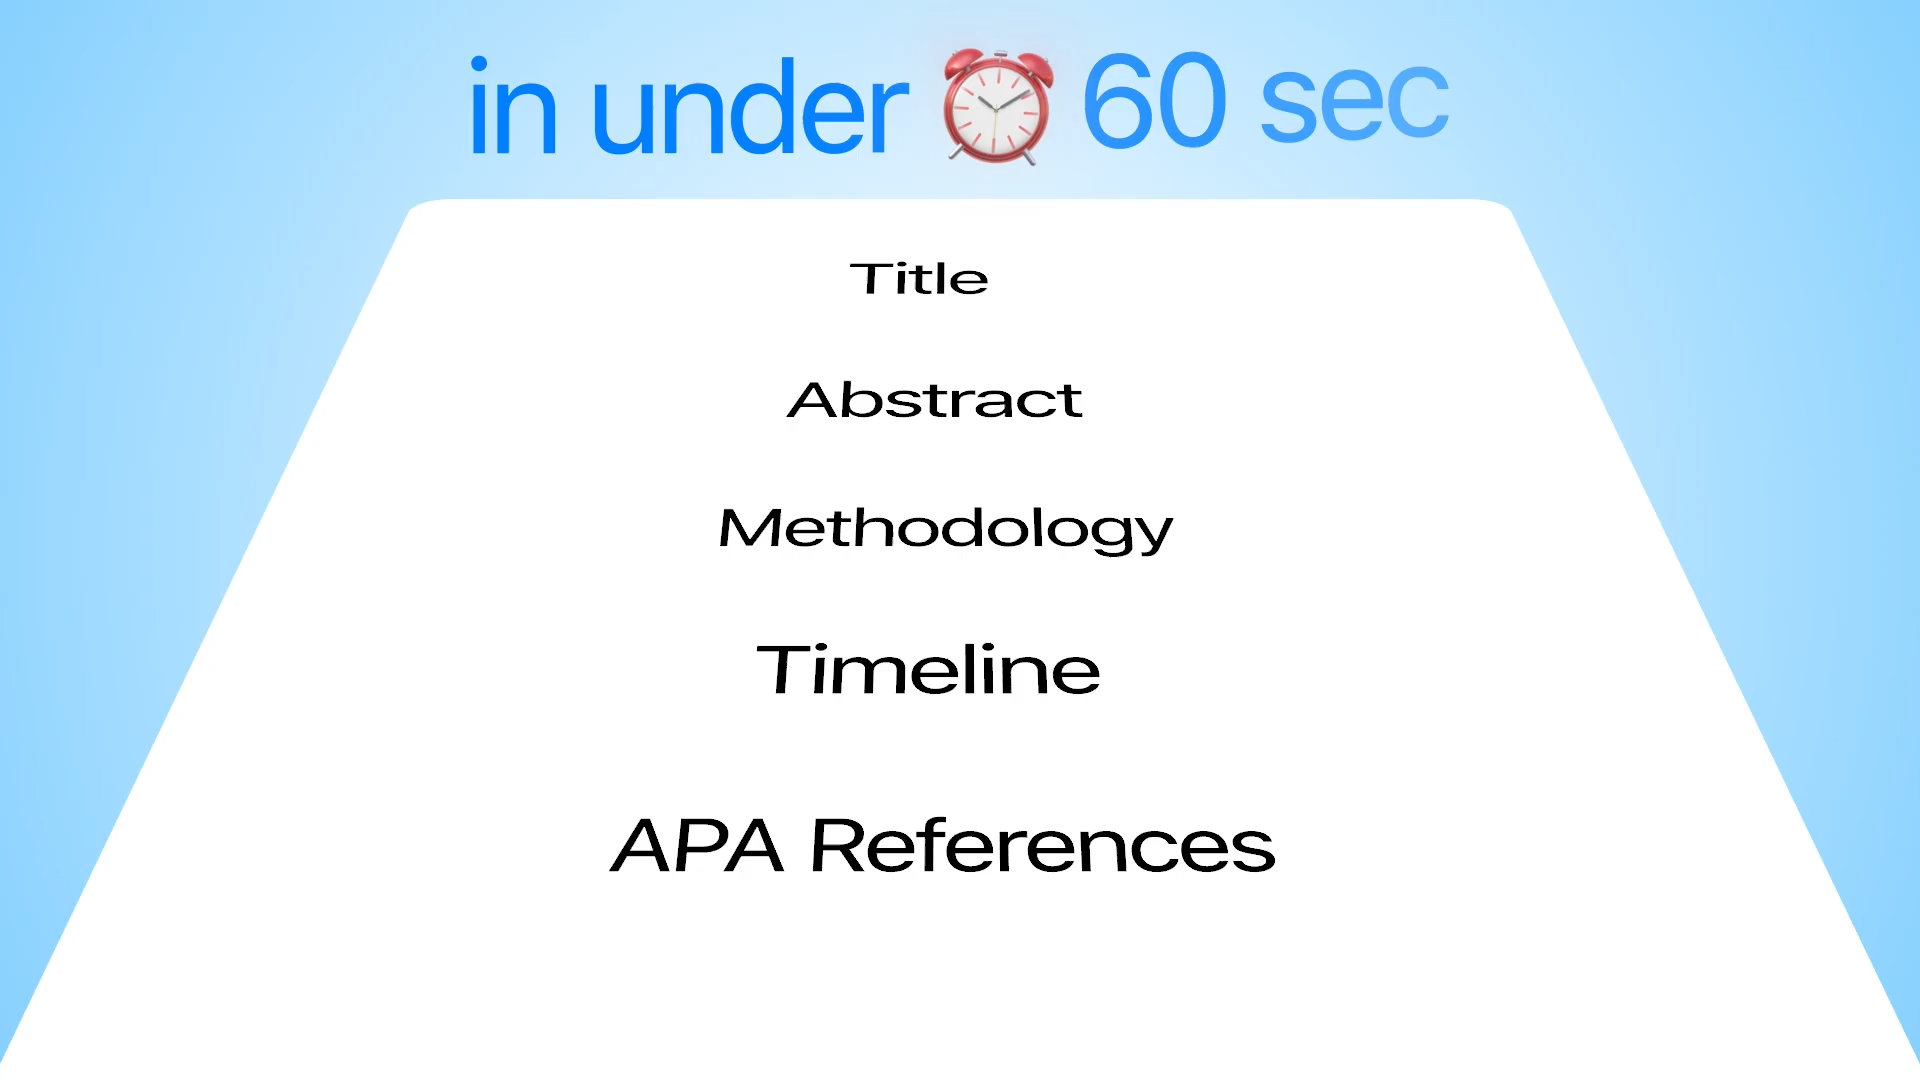 in under 60 sec
Title
Abstract
Methodology
Timeline
APA References